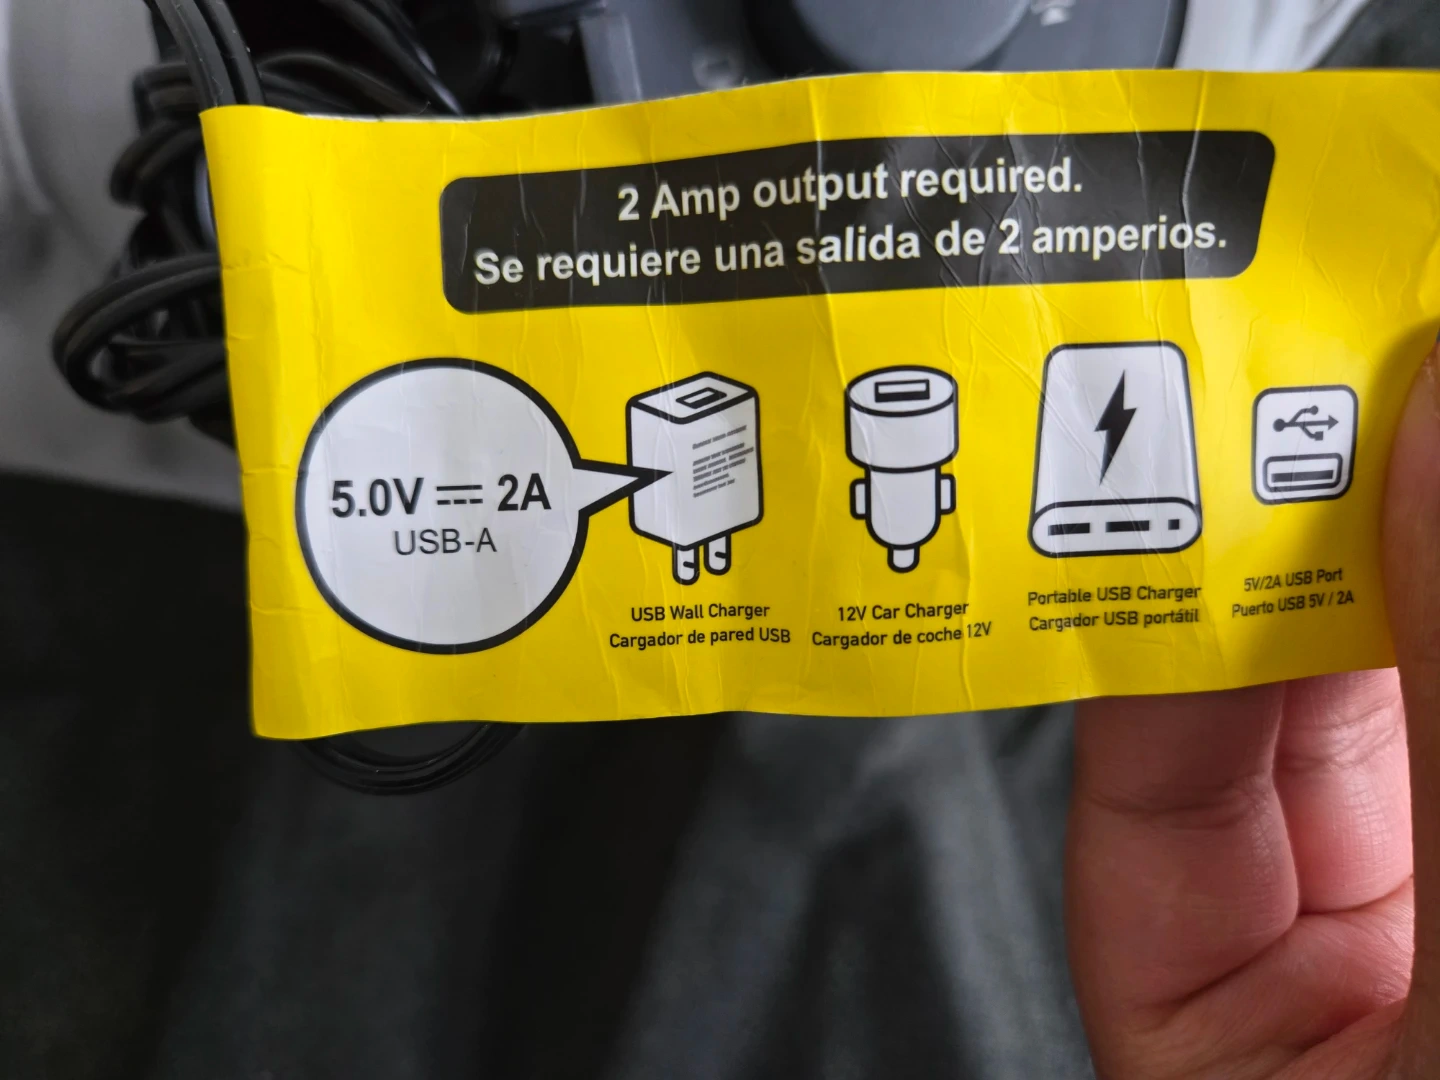 2 Amp output required.
Se requiere una salida de 2 amperios.
5.0V ⎓ 2A
USB-A
USB Wall Charger
Cargador de pared USB
12V Car Charger
Cargador de coche 12V
Portable USB Charger
Cargador USB portátil
5V/2A USB Port
Puerto USB 5V / 2A